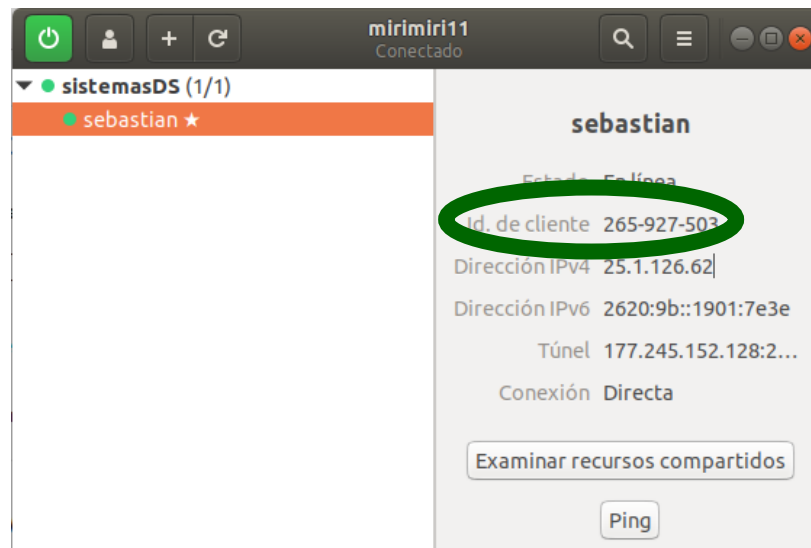 mirimiri11
Conectado
sistemasDS (1/1)
sebastian ★
sebastian
Estado En línea
Id. de cliente 265-927-503
Dirección IPv4 25.1.126.62
Dirección IPv6 2620:9b::1901:7e3e
Túnel 177.245.152.128:2...
Conexión Directa
Examinar recursos compartidos
Ping